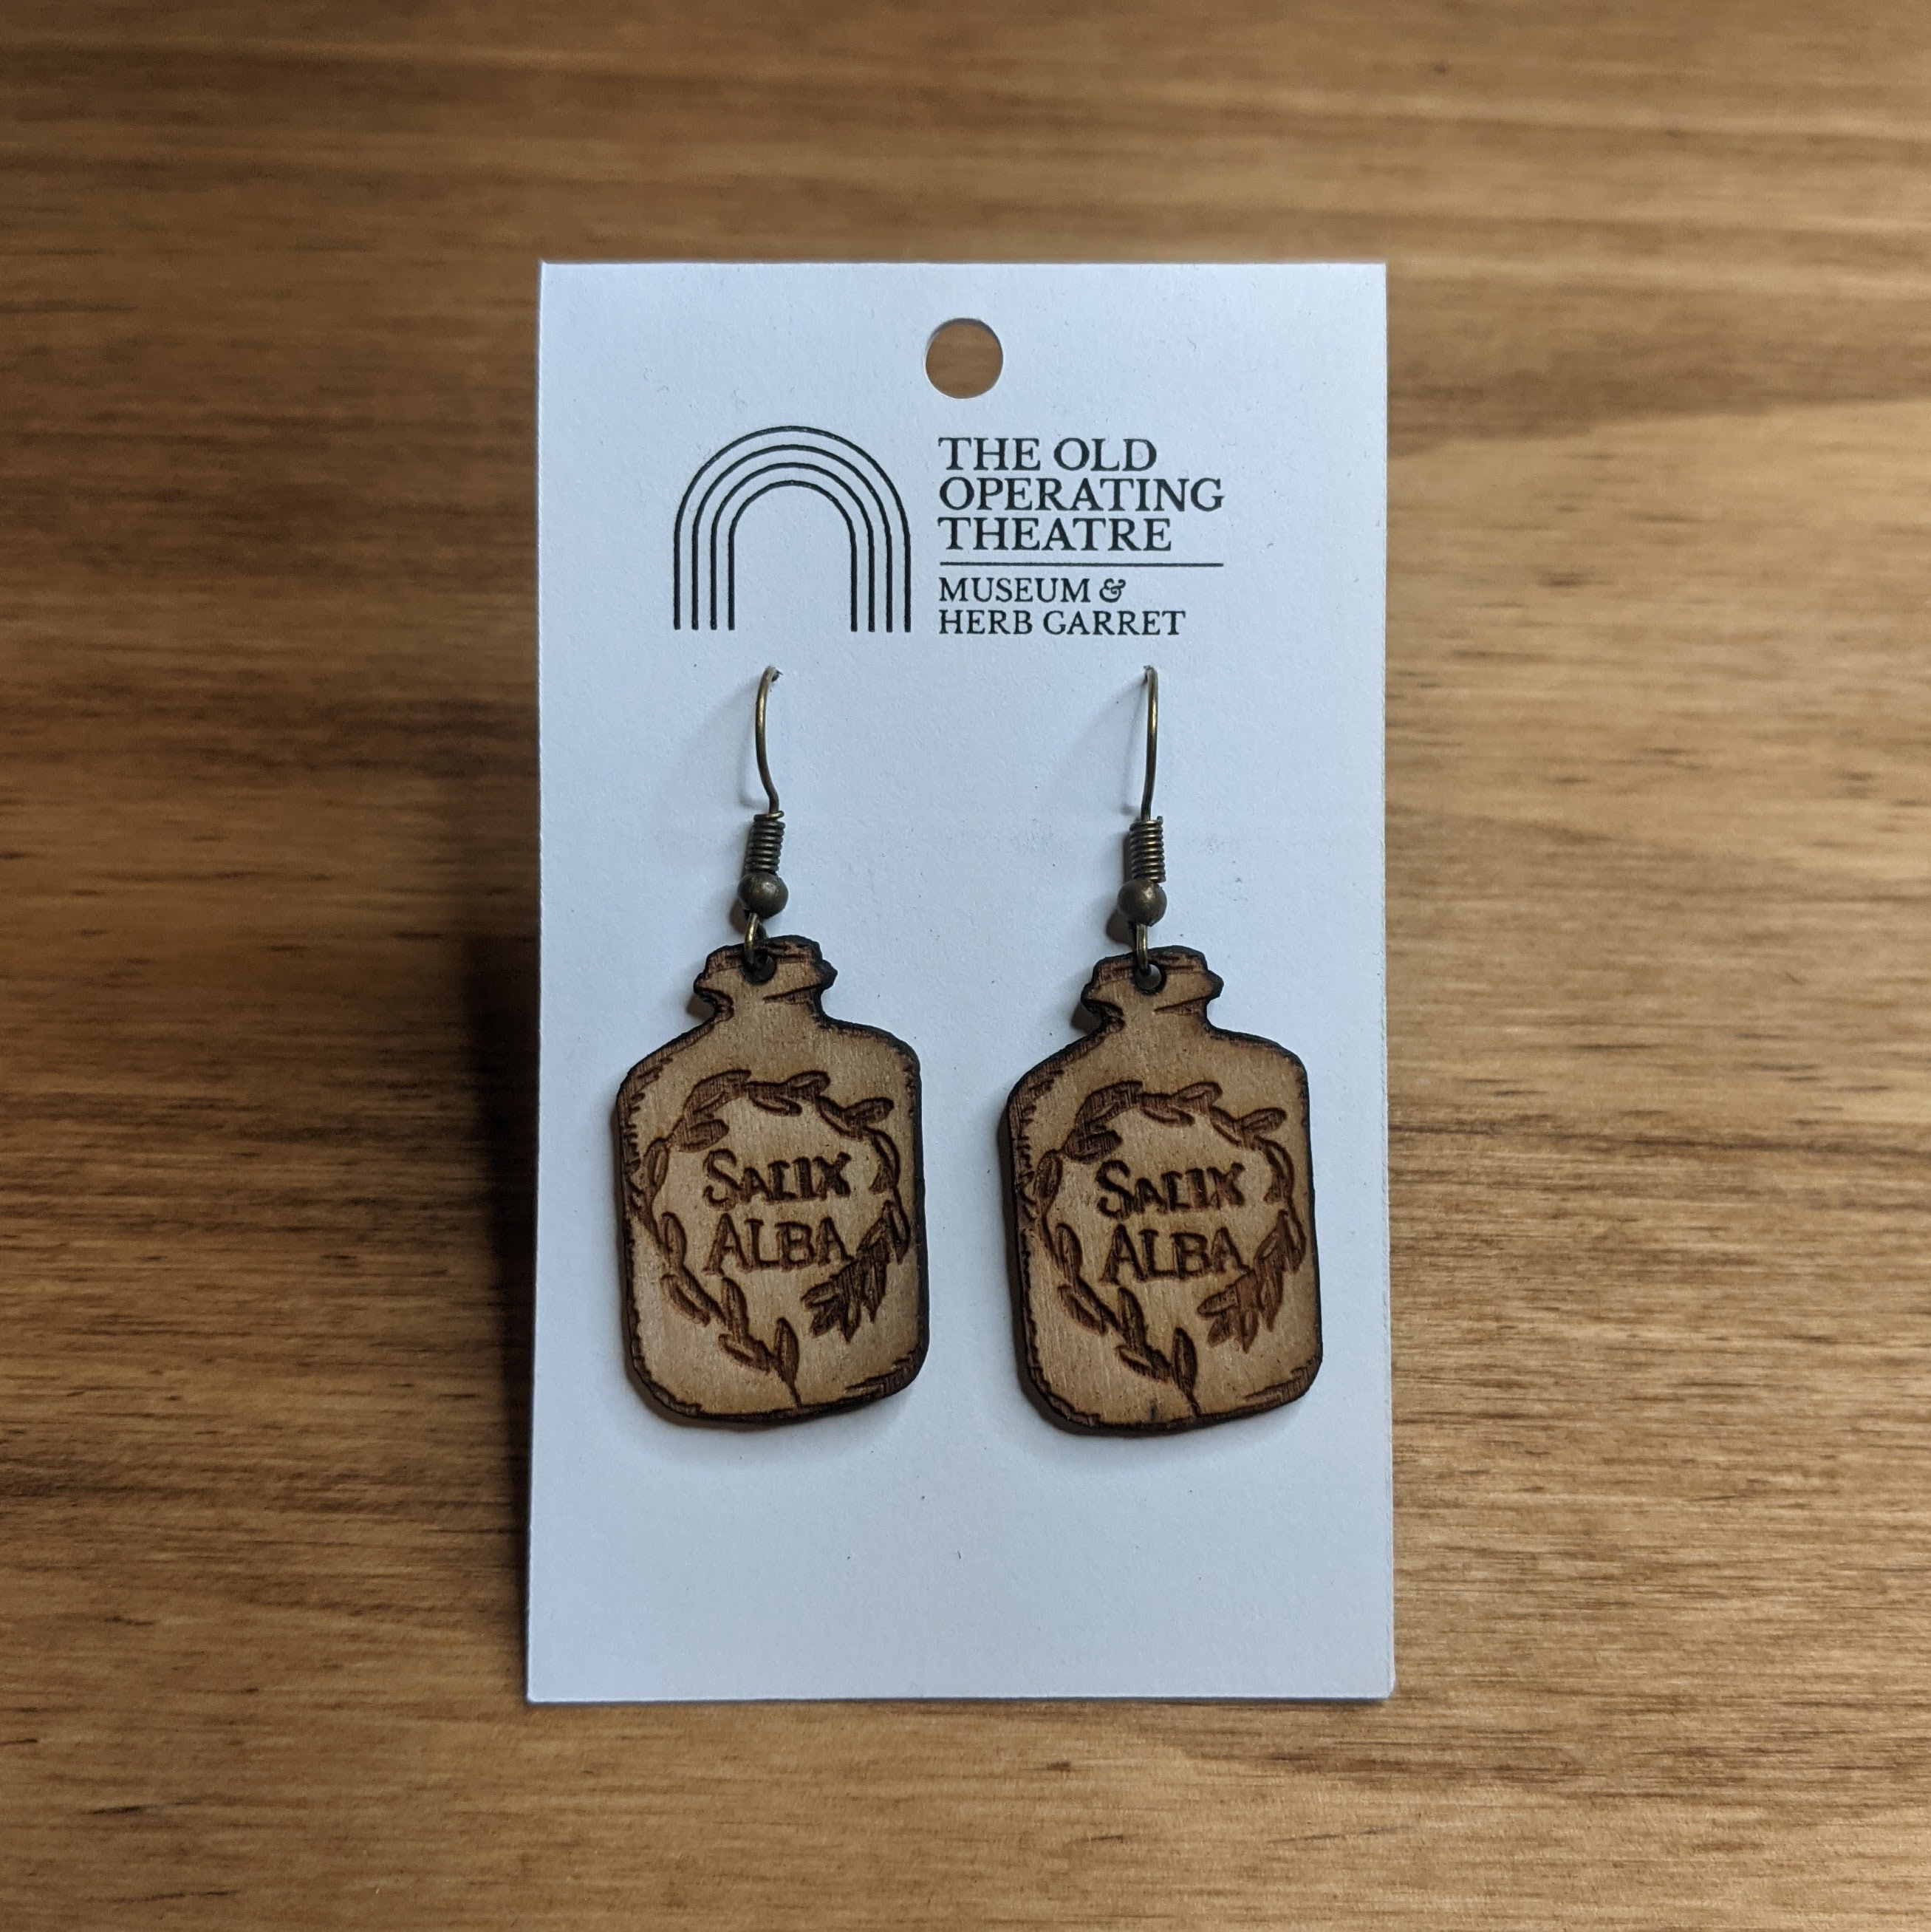 THE OLD
OPERATING
THEATRE
MUSEUM &
HERB GARRET
SALIX
ALBA
SALIX
ALBA